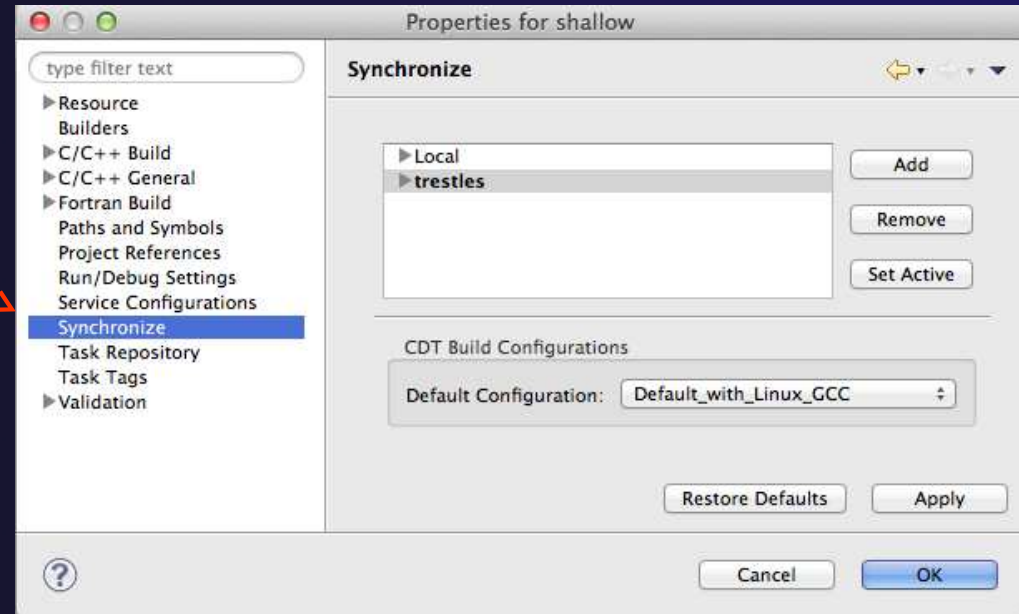 Properties for shallow
type filter text
Resource
Builders
C/C++ Build
C/C++ General
Fortran Build
Paths and Symbols
Project References
Run/Debug Settings
Service Configurations
Synchronize
Task Repository
Task Tags
Validation
Synchronize
Local
trestles
Add
Remove
Set Active
CDT Build Configurations
Default Configuration: Default_with_Linux_GCC
Restore Defaults Apply
? Cancel OK